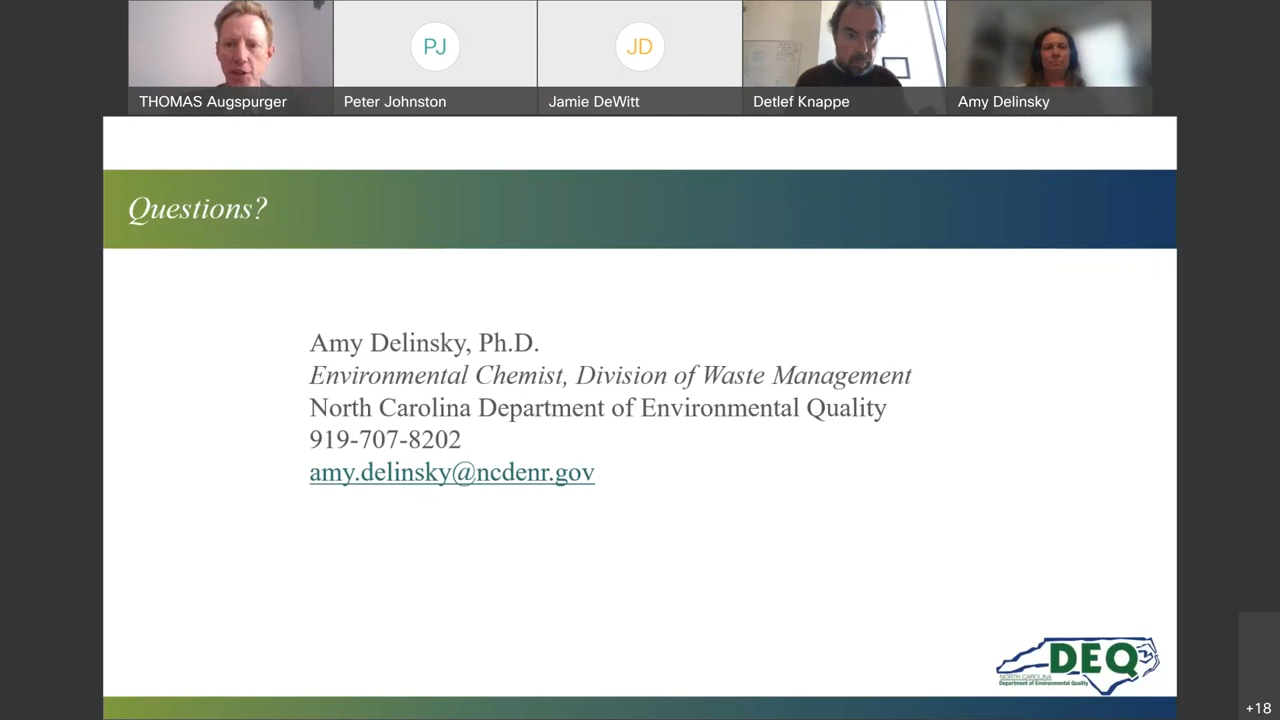 PJ
JD
THOMAS Augspurger
Peter Johnston
Jamie DeWitt
Detlef Knappe
Amy Delinsky
Questions?
Amy Delinsky, Ph.D.
Environmental Chemist, Division of Waste Management
North Carolina Department of Environmental Quality
919-707-8202
amy.delinsky@ncdenr.gov
DEQ
NORTH CAROLINA
Department of Environmental Quality
+18